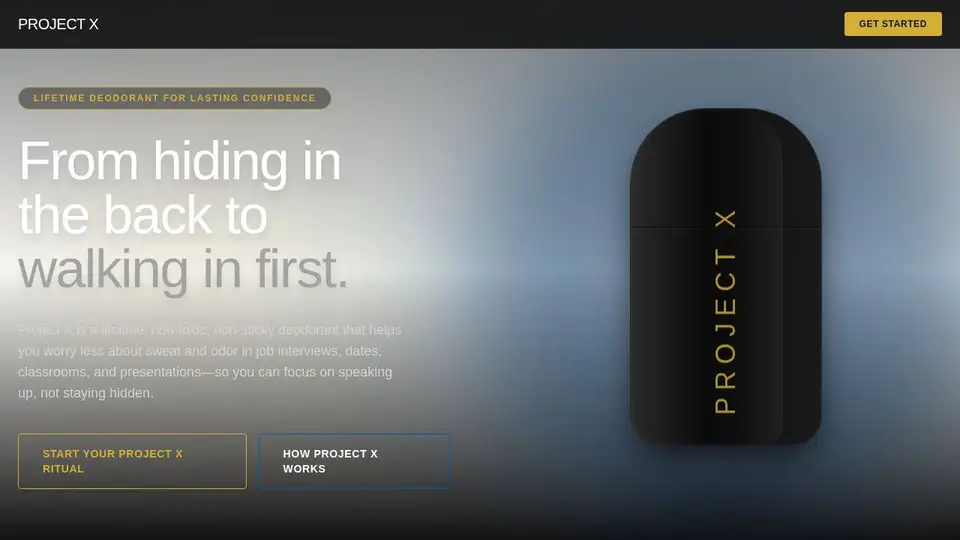 PROJECT X
GET STARTED
LIFETIME DEODORANT FOR LASTING CONFIDENCE
From hiding in
the back to
walking in first.
Project X is a lifetime, non-toxic, non-sticky deodorant that helps
you worry less about sweat and odor in job interviews, dates,
classrooms, and presentations—so you can focus on speaking
up, not staying hidden.
START YOUR PROJECT X
RITUAL
HOW PROJECT X
WORKS
PROJECT X